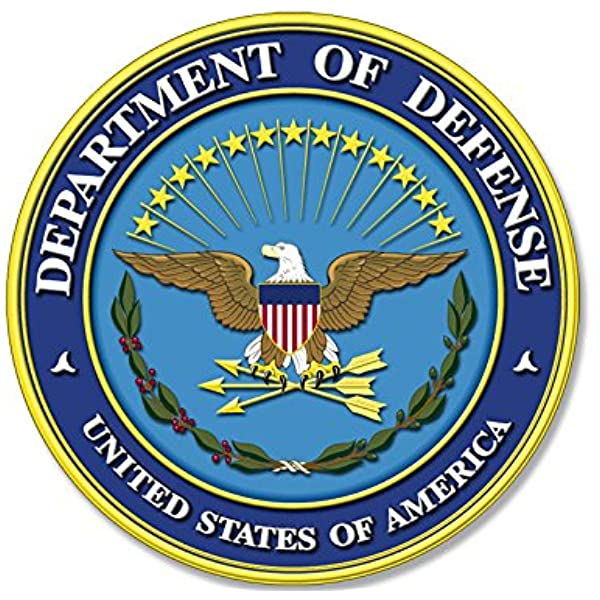 DEPARTMENT OF DEFENSE
UNITED STATES OF AMERICA